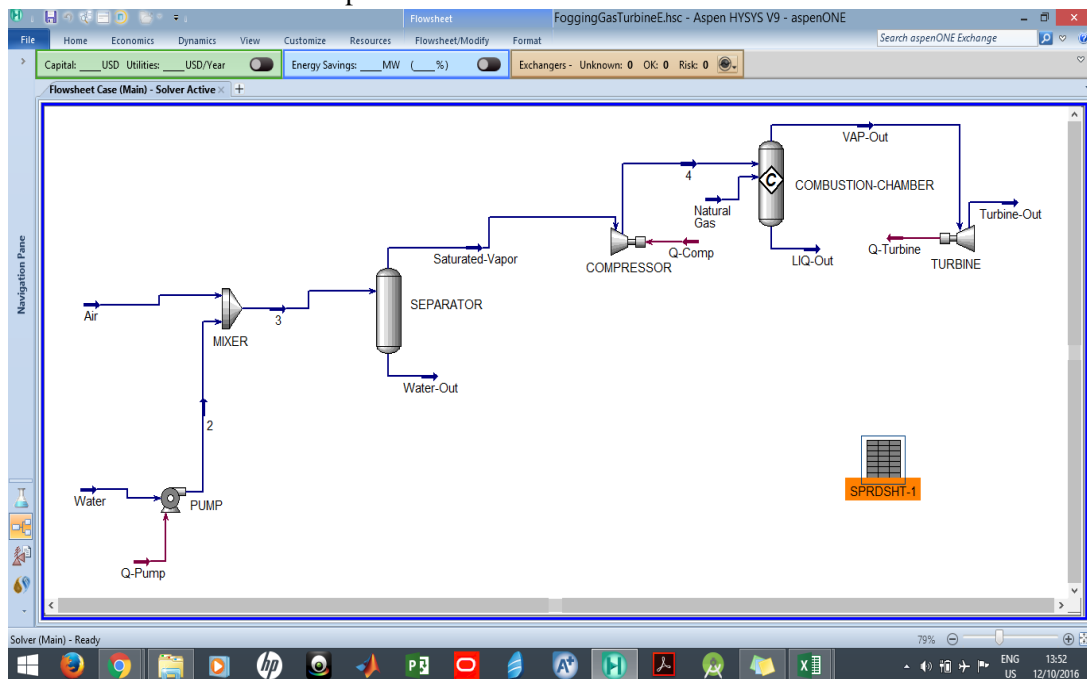 Flowsheet
FoggingGasTurbineE.hsc - Aspen HYSYS V9 - aspenONE
File Home Economics Dynamics View Customize Resources Flowsheet/Modify Format
Search aspenONE Exchange
Capital: ____USD Utilities: ____USD/Year
Energy Savings: ____MW (____%)
Exchangers - Unknown: 0 OK: 0 Risk: 0
Flowsheet Case (Main) - Solver Active × +
Navigation Pane
VAP-Out
4
C
COMBUSTION-CHAMBER
Natural
Gas
Turbine-Out
Saturated-Vapor
Q-Comp
COMPRESSOR
LIQ-Out
Q-Turbine
TURBINE
SEPARATOR
Air
3
MIXER
Water-Out
2
Water
PUMP
SPRDSHT-1
Q-Pump
Solver (Main) - Ready
79%
ENG
US
13:52
12/10/2016